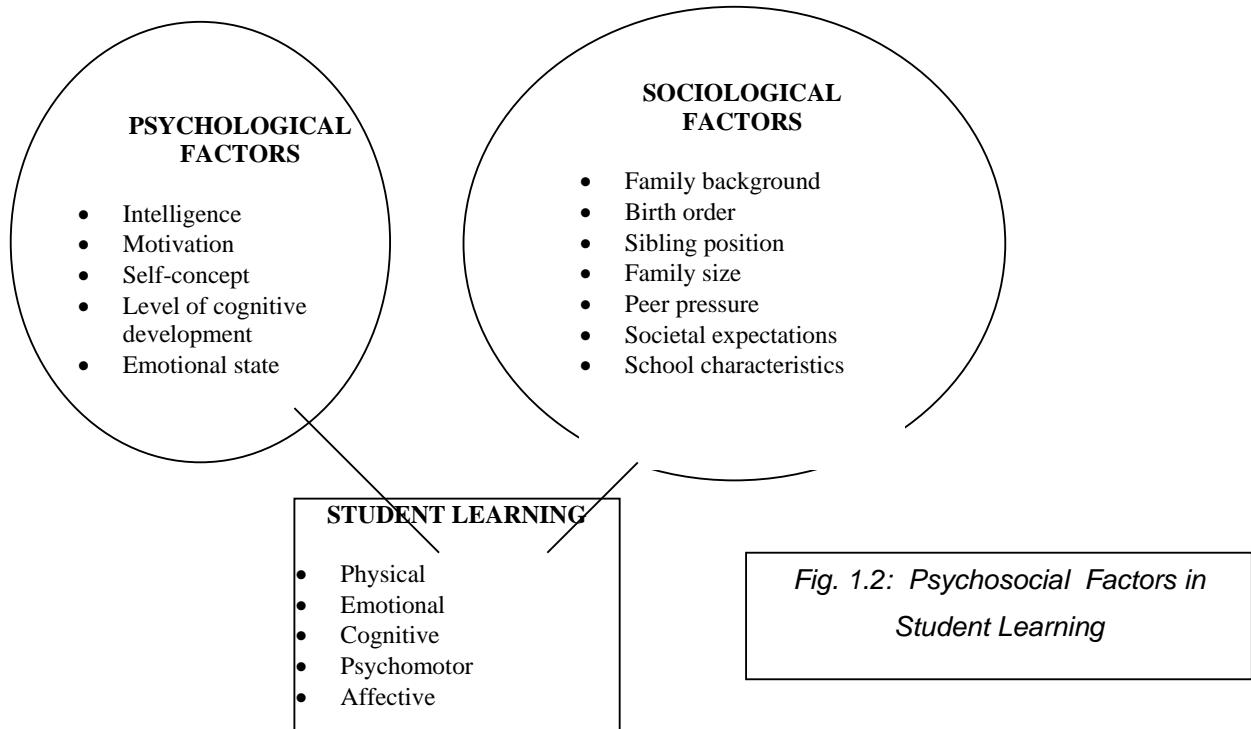 PSYCHOLOGICAL
FACTORS
• Intelligence
• Motivation
• Self-concept
• Level of cognitive
development
• Emotional state
SOCIOLOGICAL
FACTORS
• Family background
• Birth order
• Sibling position
• Family size
• Peer pressure
• Societal expectations
• School characteristics
STUDENT LEARNING
• Physical
• Emotional
• Cognitive
• Psychomotor
• Affective
Fig. 1.2: Psychosocial Factors in
Student Learning